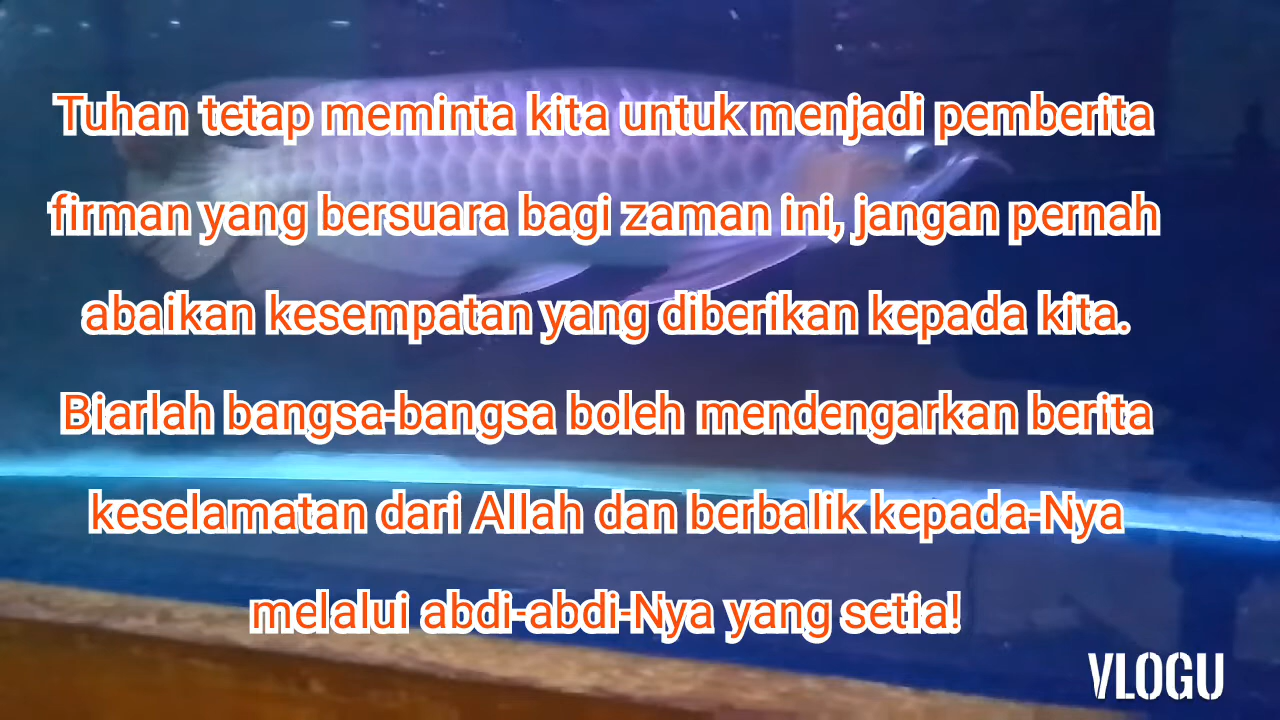 Tuhan tetap meminta kita untuk menjadi pemberita
firman yang bersuara bagi zaman ini, jangan pernah
abaikan kesempatan yang diberikan kepada kita.
Biarlah bangsa-bangsa boleh mendengarkan berita
keselamatan dari Allah dan berbalik kepada-Nya
melalui abdi-abdi-Nya yang setia!
VLOGU